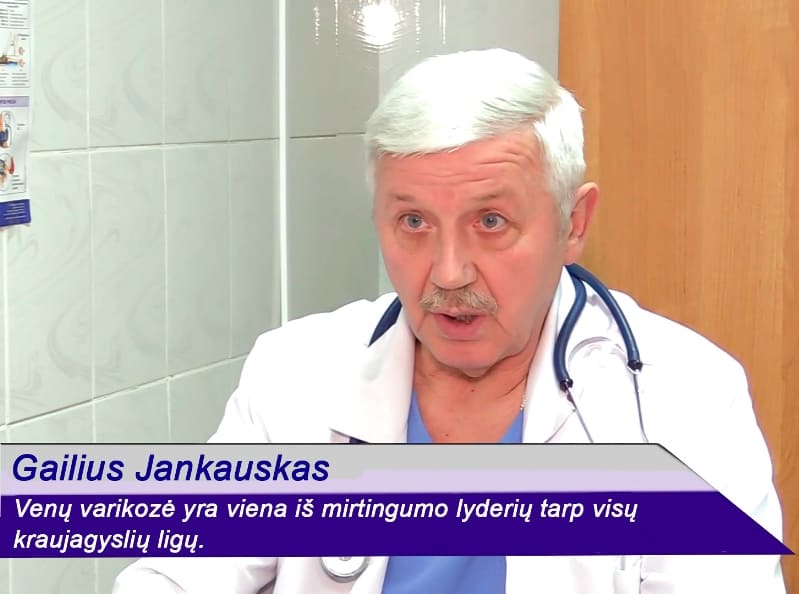 Gailius Jankauskas
Venų varikozė yra viena iš mirtingumo lyderių tarp visų
kraujagyslių ligų.